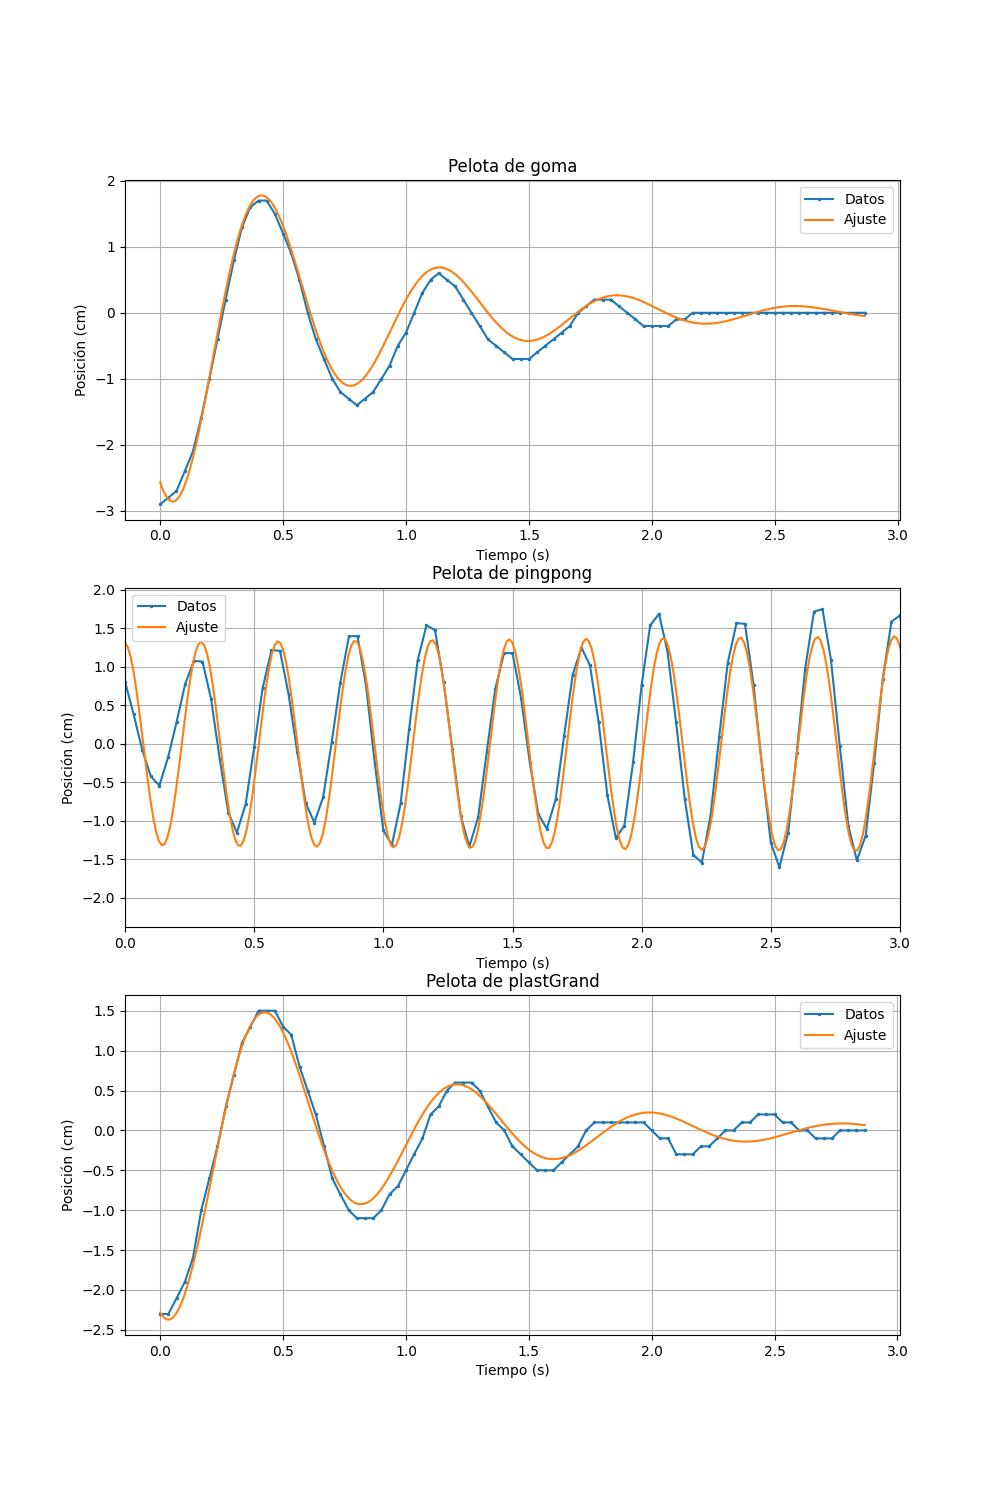 Pelota de goma
2
1
0
−1
−2
−3
Posición (cm)
Datos
Ajuste
0.0 0.5 1.0 1.5 2.0 2.5 3.0
Tiempo (s)
Pelota de pingpong
2.0
1.5
1.0
0.5
0.0
−0.5
−1.0
−1.5
−2.0
Posición (cm)
Datos
Ajuste
0.0 0.5 1.0 1.5 2.0 2.5 3.0
Tiempo (s)
Pelota de plastGrand
1.5
1.0
0.5
0.0
−0.5
−1.0
−1.5
−2.0
−2.5
Posición (cm)
Datos
Ajuste
0.0 0.5 1.0 1.5 2.0 2.5 3.0
Tiempo (s)